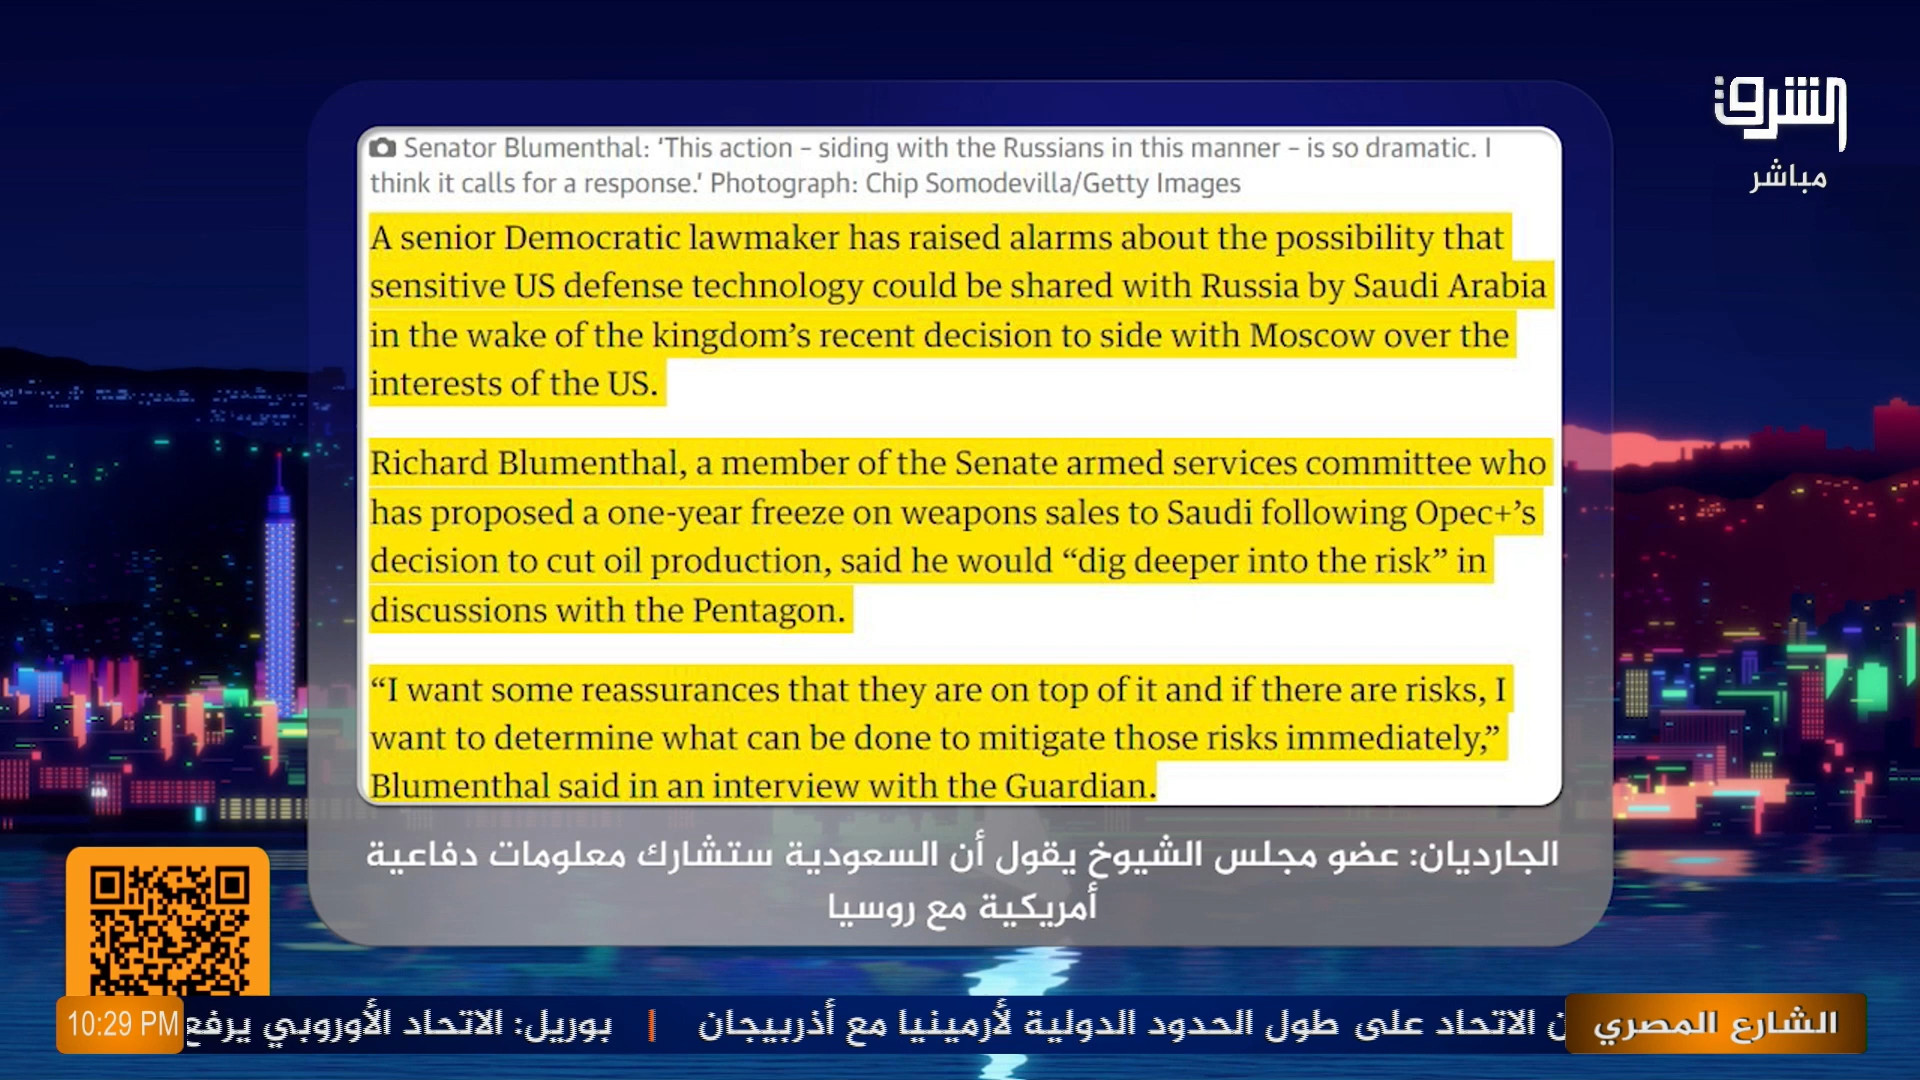 الشرق
مباشر
Senator Blumenthal: ‘This action – siding with the Russians in this manner – is so dramatic. I
think it calls for a response.’ Photograph: Chip Somodevilla/Getty Images
A senior Democratic lawmaker has raised alarms about the possibility that
sensitive US defense technology could be shared with Russia by Saudi Arabia
in the wake of the kingdom’s recent decision to side with Moscow over the
interests of the US.
Richard Blumenthal, a member of the Senate armed services committee who
has proposed a one-year freeze on weapons sales to Saudi following Opec+’s
decision to cut oil production, said he would “dig deeper into the risk” in
discussions with the Pentagon.
“I want some reassurances that they are on top of it and if there are risks, I
want to determine what can be done to mitigate those risks immediately,”
Blumenthal said in an interview with the Guardian.
الجارديان: عضو مجلس الشيوخ يقول أن السعودية ستشارك معلومات دفاعية
أمريكية مع روسيا
الشارع المصري
الاتحاد على طول الحدود الدولية لأرمينيا مع أذربيجان | بوريل: الاتحاد الأوروبي يرفع
10:29 PM